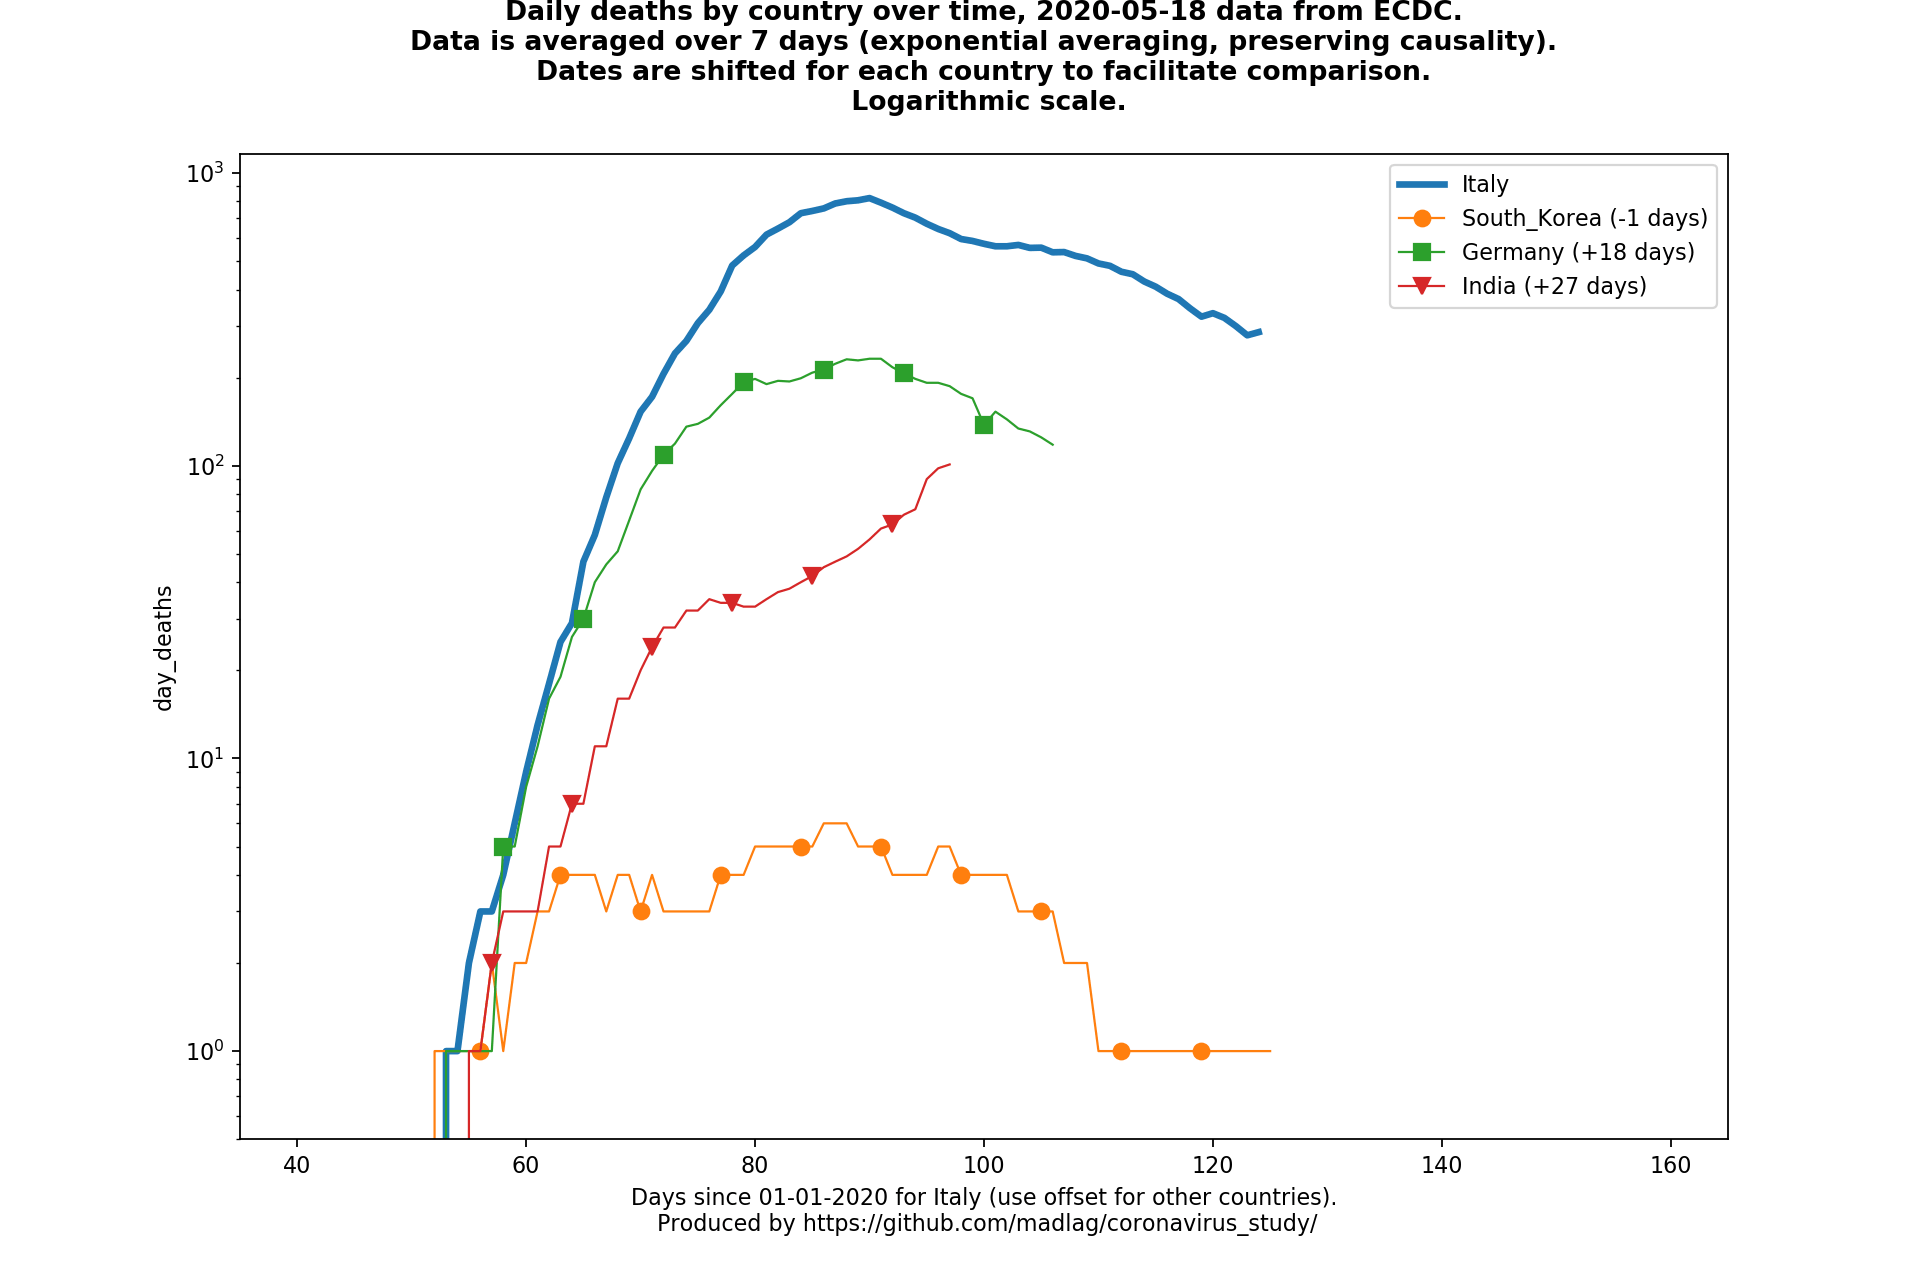 Daily deaths by country over time, 2020-05-18 data from ECDC.
Data is averaged over 7 days (exponential averaging, preserving causality).
Dates are shifted for each country to facilitate comparison.
Logarithmic scale.
10³
10²
10¹
10⁰
day_deaths
Italy
South_Korea (-1 days)
Germany (+18 days)
India (+27 days)
40 60 80 100 120 140 160
Days since 01-01-2020 for Italy (use offset for other countries).
Produced by https://github.com/madlag/coronavirus_study/